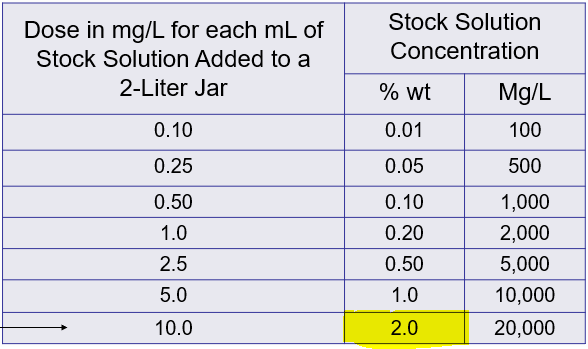 Dose in mg/L for each mL of
Stock Solution Added to a
2-Liter Jar
Stock Solution
Concentration
% wt Mg/L
0.10 0.01 100
0.25 0.05 500
0.50 0.10 1,000
1.0 0.20 2,000
2.5 0.50 5,000
5.0 1.0 10,000
10.0 2.0 20,000